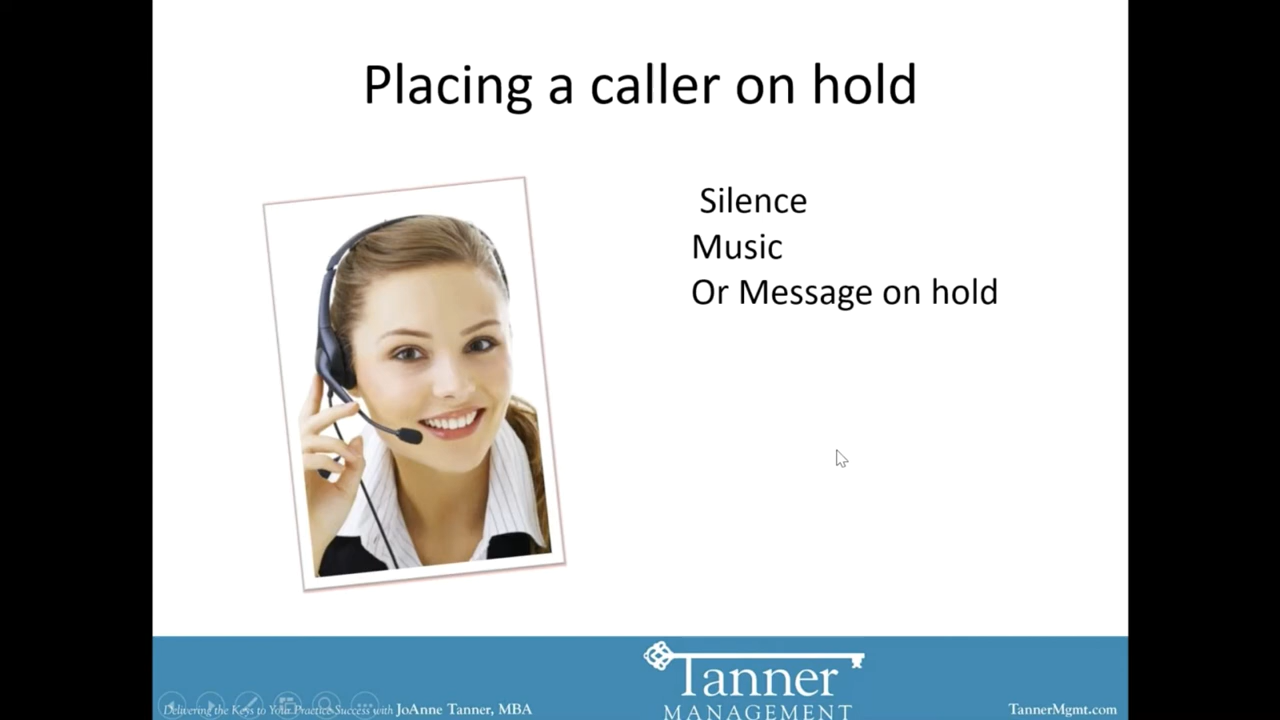 Placing a caller on hold
Silence
Music
Or Message on hold
Tanner
MANAGEMENT
Delivering the Keys to Your Practice Success with JoAnne Tanner, MBA
TannerMgmt.com